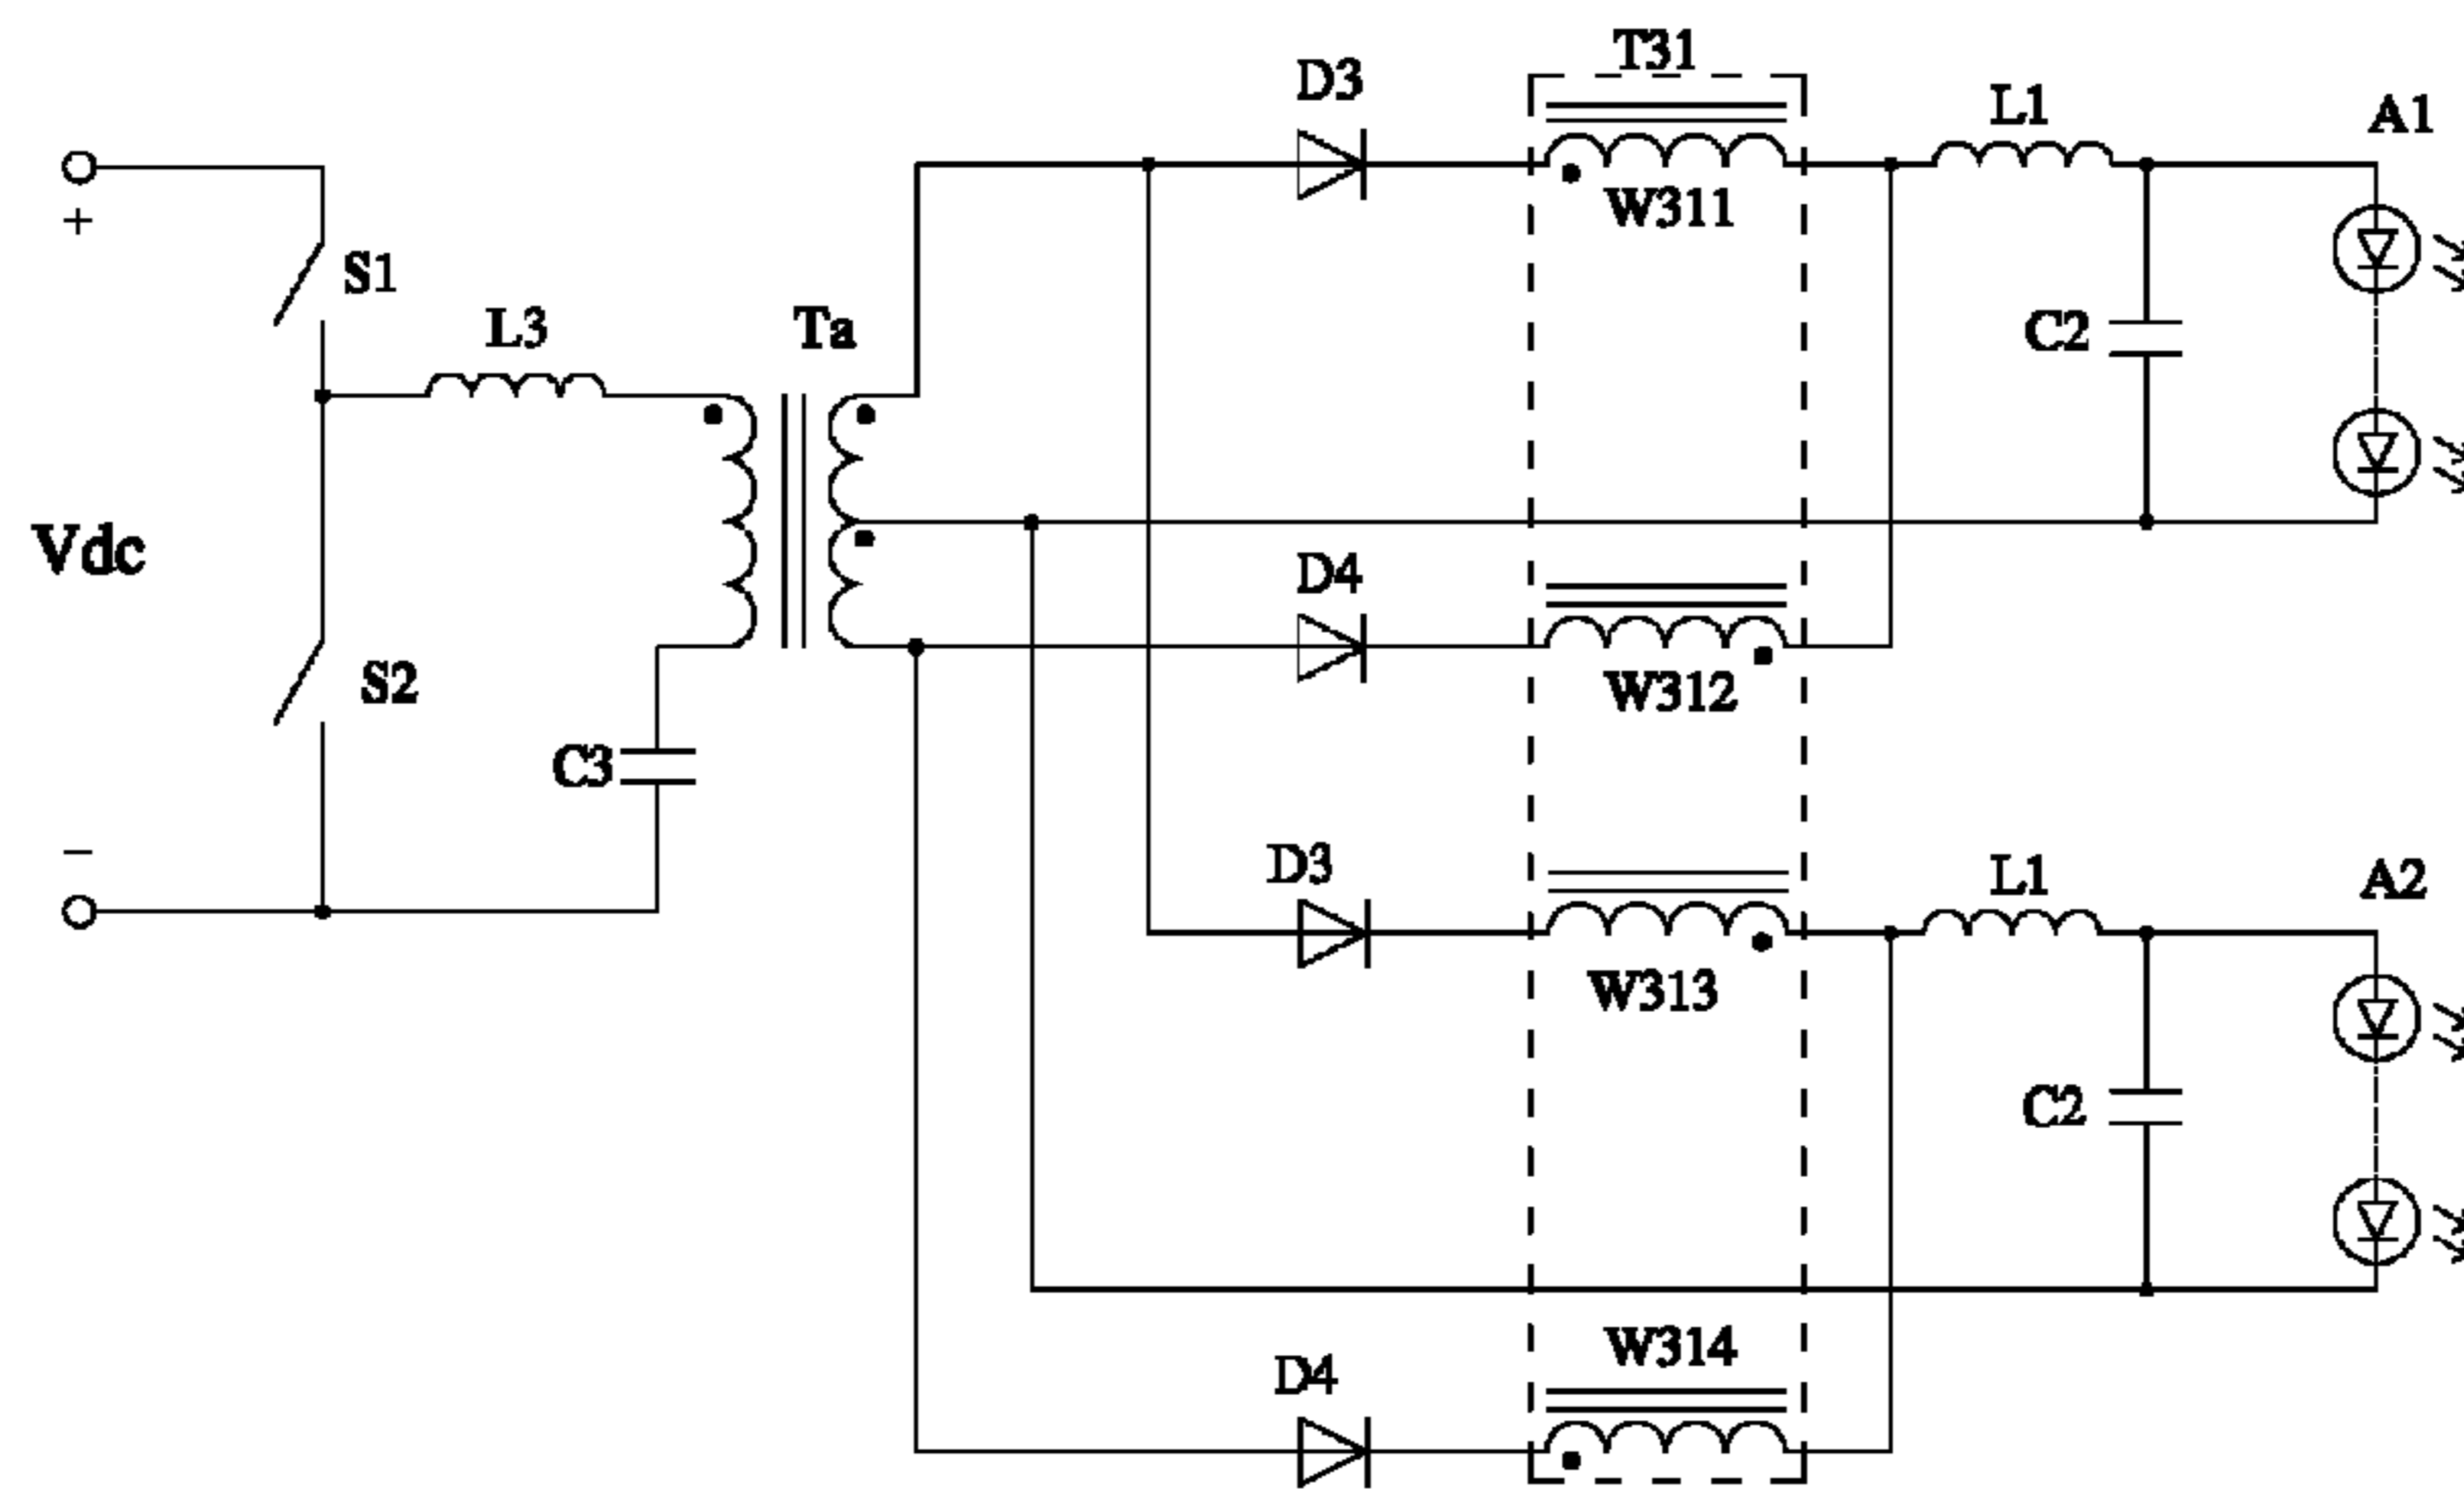 T31
D3
L1
A1
+
W311
S1
L3
Ta
C2
Vdc
D4
S2
W312
C3
−
D3
L1
A2
W313
C2
W314
D4